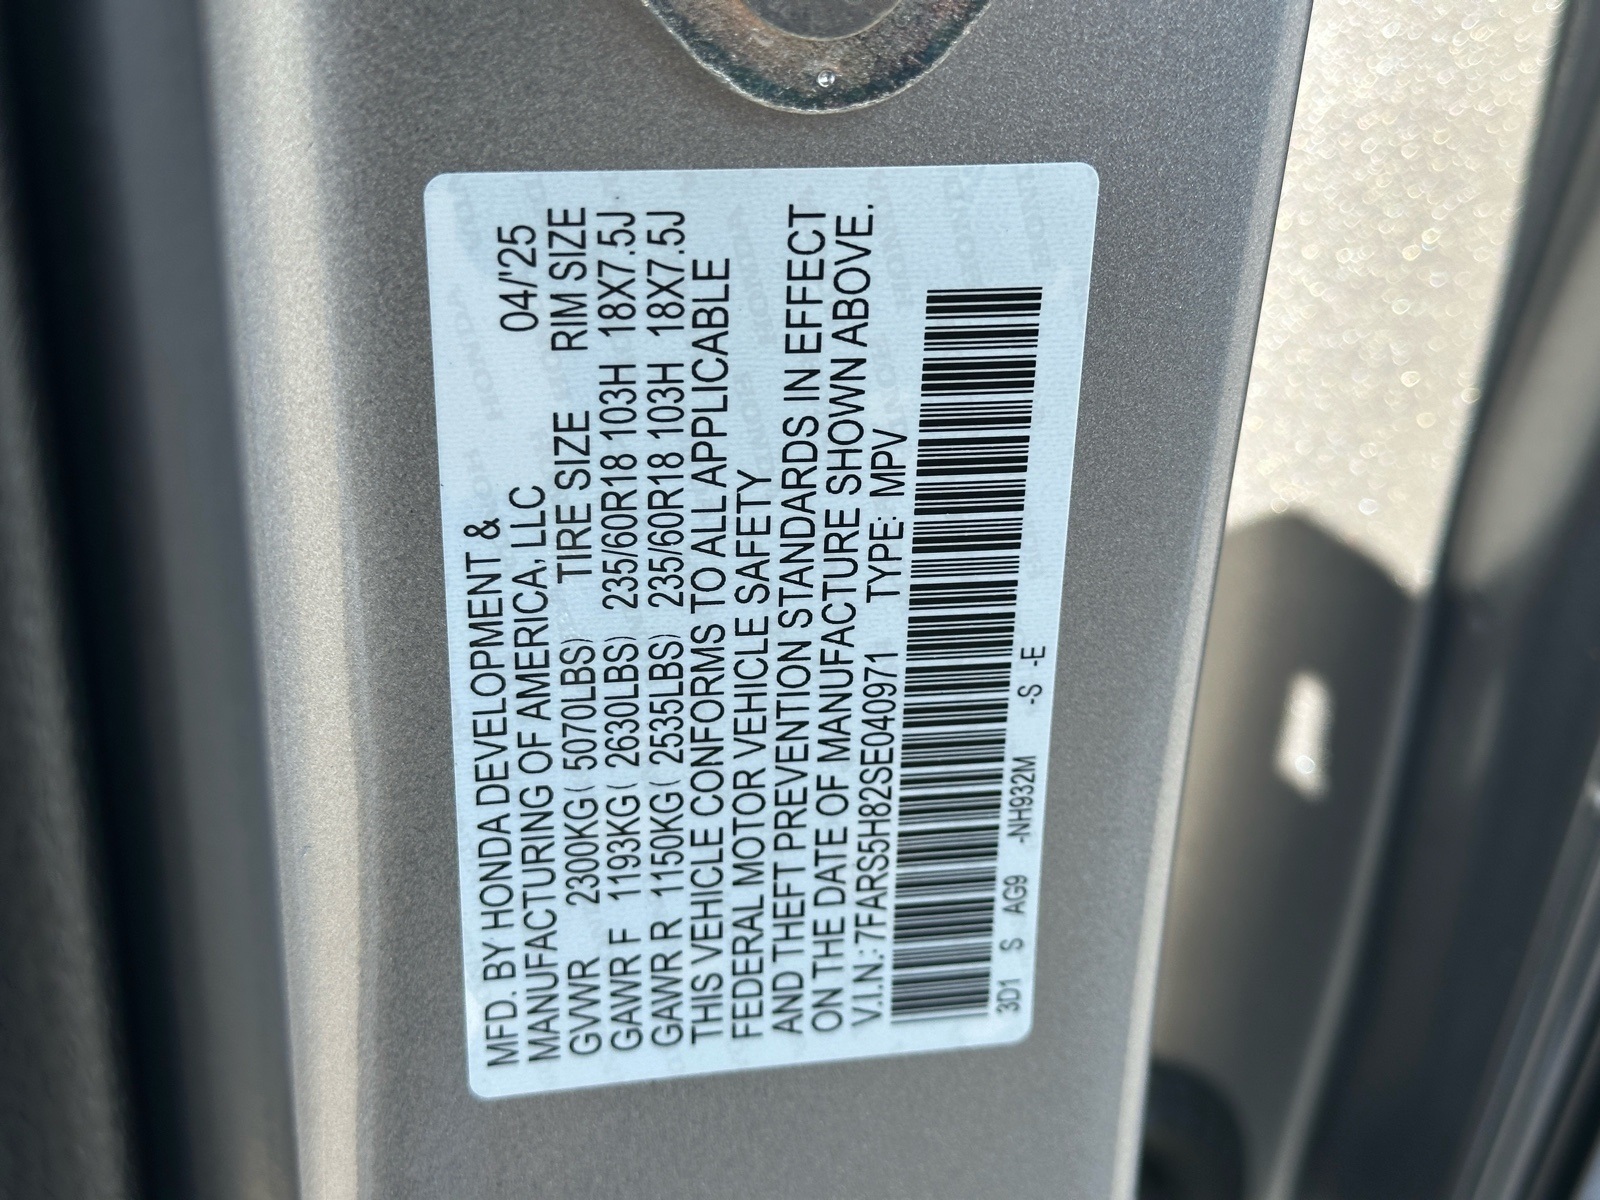 MFD. BY HONDA DEVELOPMENT &
MANUFACTURING OF AMERICA, LLC 04/'25
GVWR 2300KG( 5070LBS) TIRE SIZE RIM SIZE
GAWR F 1193KG( 2630LBS) 235/60R18 103H 18X7.5J
GAWR R 1150KG( 2535LBS) 235/60R18 103H 18X7.5J
THIS VEHICLE CONFORMS TO ALL APPLICABLE
FEDERAL MOTOR VEHICLE SAFETY
AND THEFT PREVENTION STANDARDS IN EFFECT
ON THE DATE OF MANUFACTURE SHOWN ABOVE.
V.I.N.: 7FARS5H82SE040971 TYPE: MPV
3D1 S AG9 -NH932M -S -E